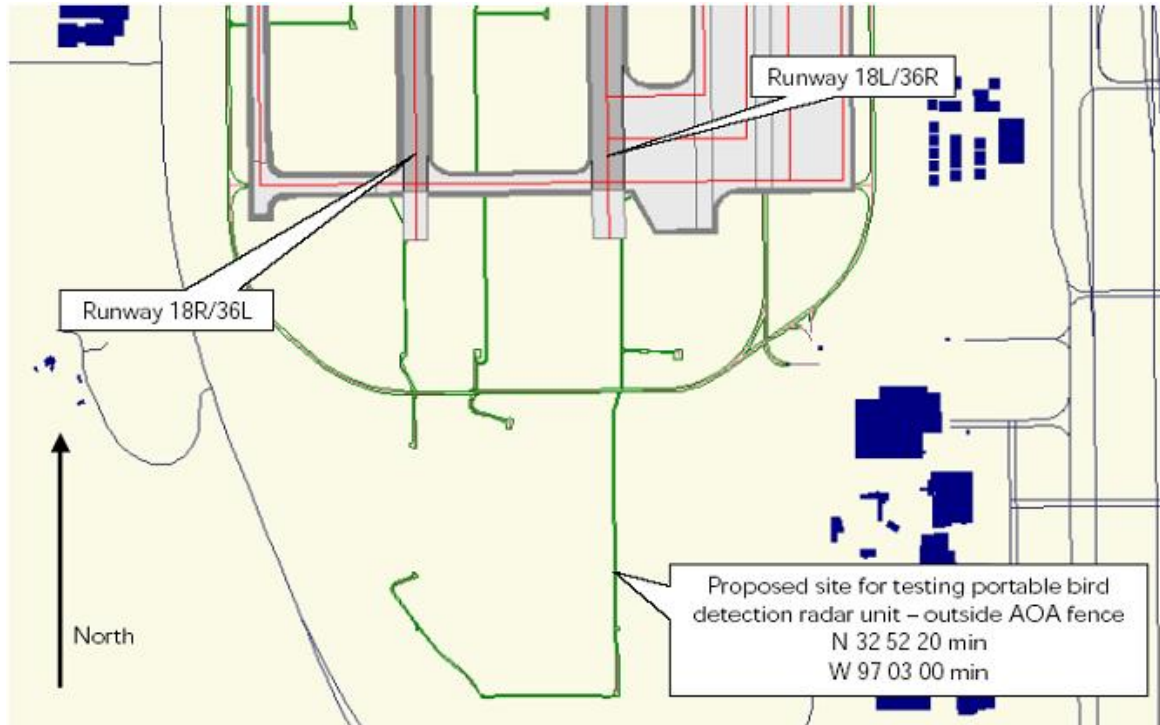 Runway 18L/36R
Runway 18R/36L
North
Proposed site for testing portable bird
detection radar unit – outside AOA fence
N 32 52 20 min
W 97 03 00 min